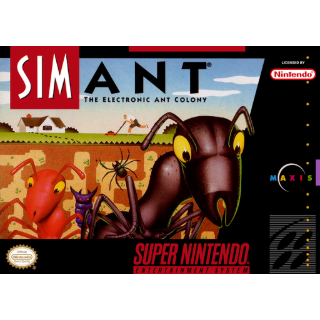 SIM ANT®
THE ELECTRONIC ANT COLONY
LICENSED BY
Nintendo
MAXIS
SUPER NINTENDO
ENTERTAINMENT SYSTEM